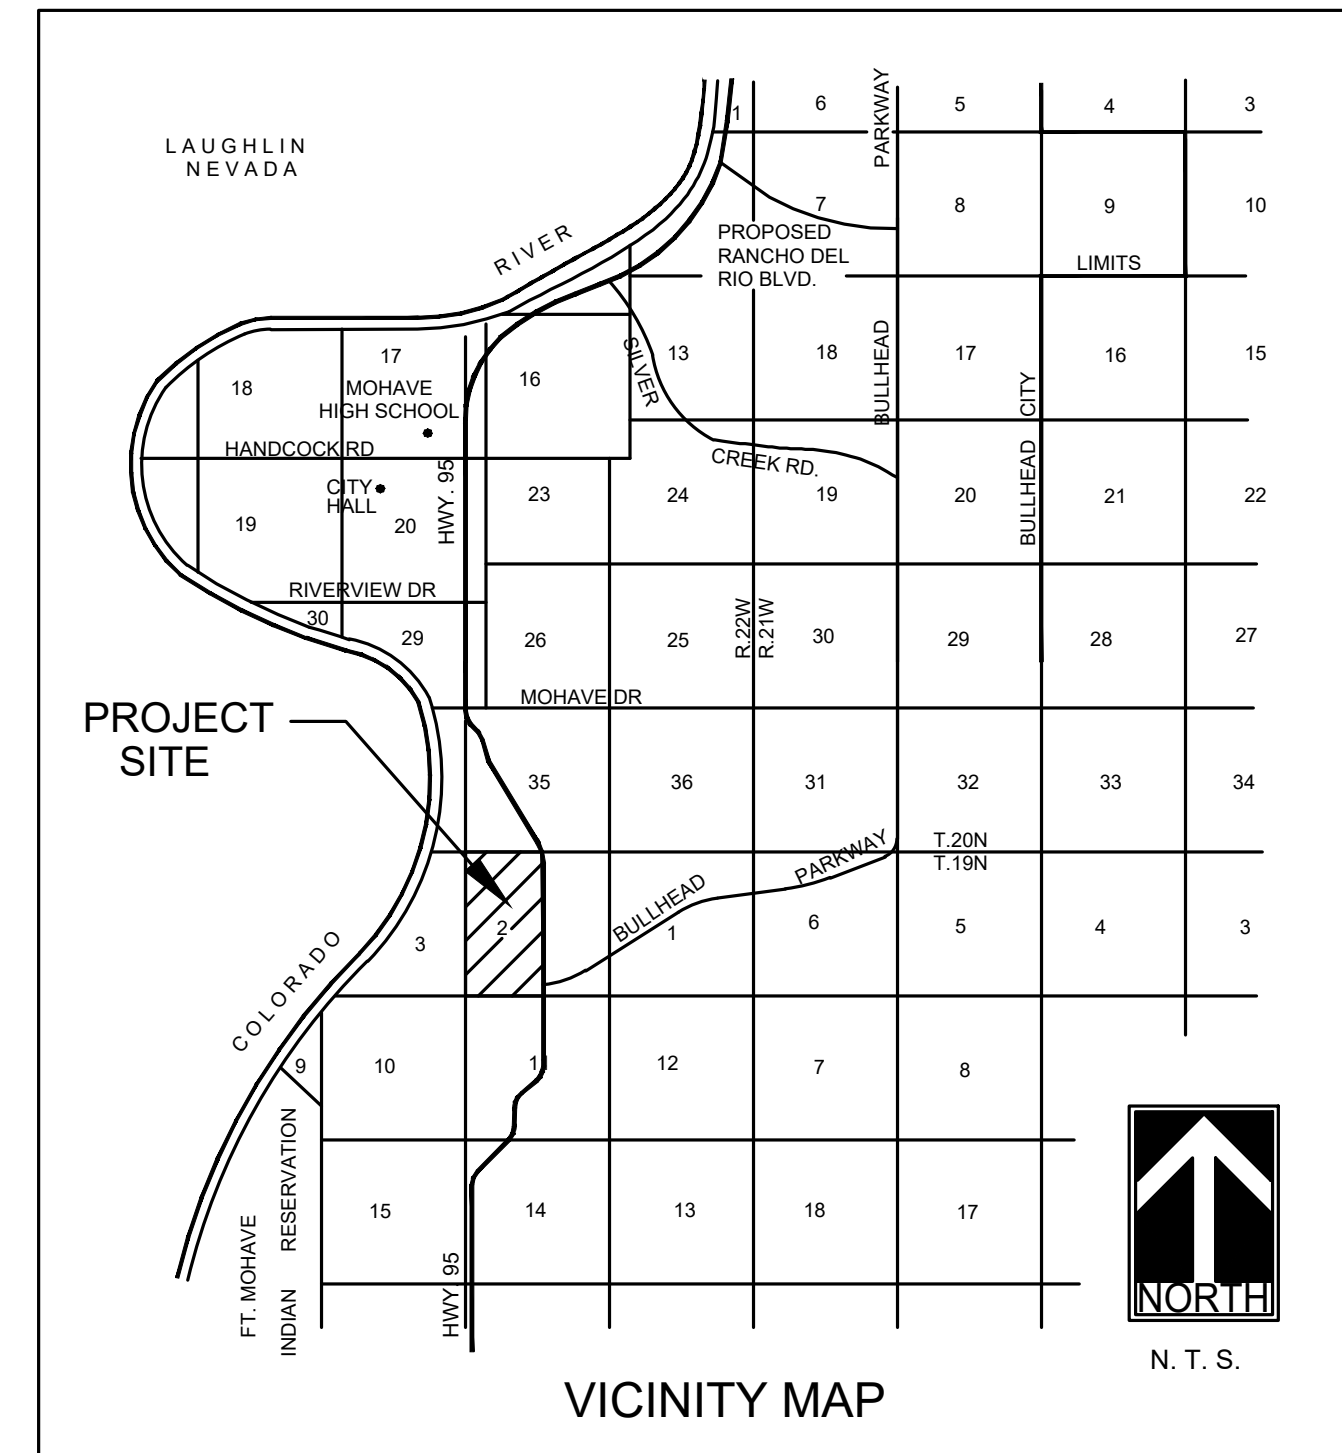 LAUGHLIN
NEVADA
RIVER
1
6
PARKWAY
5
4
3
7
8
9
10
PROPOSED
RANCHO DEL
RIO BLVD.
LIMITS
18
17
MOHAVE
HIGH SCHOOL
16
SILVER
13
18
BULLHEAD
17
BULLHEAD CITY
16
15
HANDCOCK RD
CREEK RD.
CITY
HALL
HWY. 95
19
20
23
24
19
20
21
22
RIVERVIEW DR
30
29
26
25
R.22W
R.21W
30
29
28
27
MOHAVE DR
PROJECT
SITE
35
36
31
32
33
34
T.20N
T.19N
BULLHEAD PARKWAY
3
2
1
6
5
4
3
COLORADO
9
10
11
12
7
8
FT. MOHAVE
INDIAN RESERVATION
15
14
13
18
17
HWY. 95
NORTH
N. T. S.
VICINITY MAP